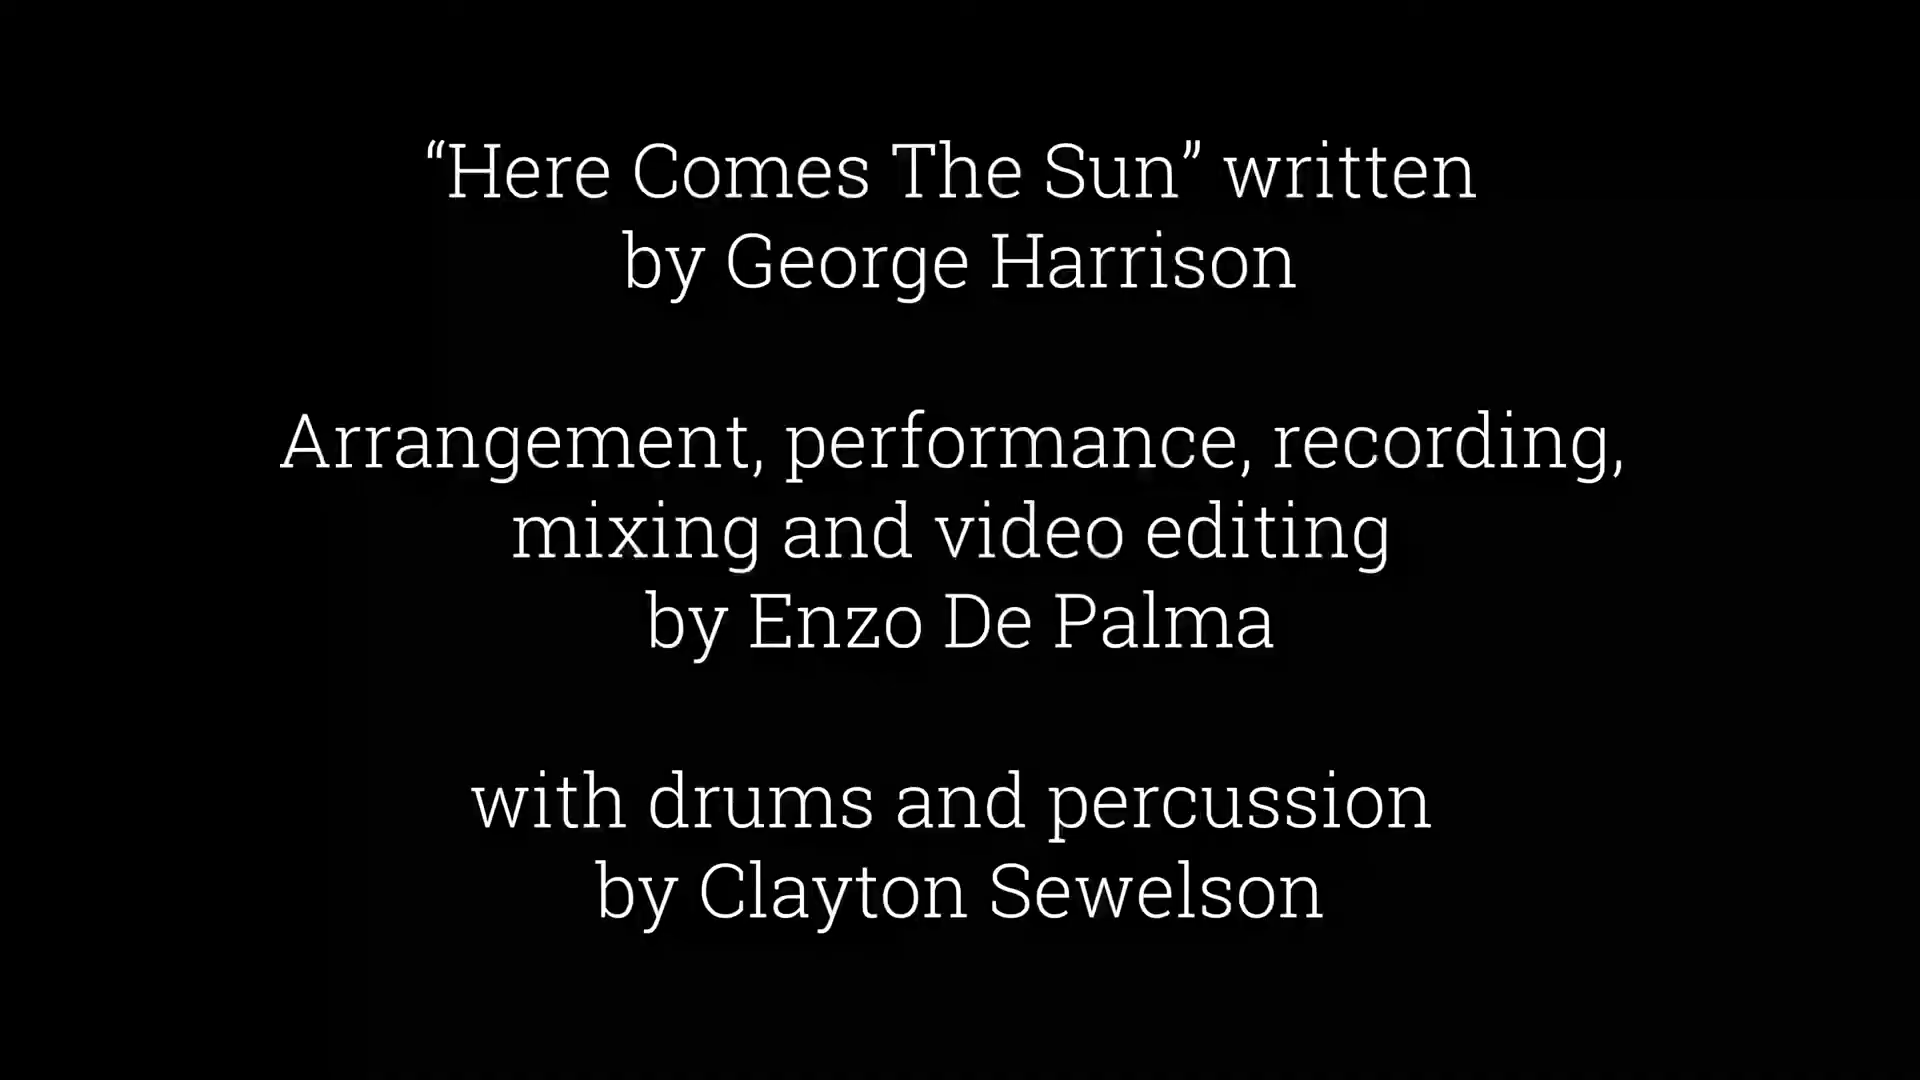 “Here Comes The Sun” written
by George Harrison
Arrangement, performance, recording,
mixing and video editing
by Enzo De Palma
with drums and percussion
by Clayton Sewelson